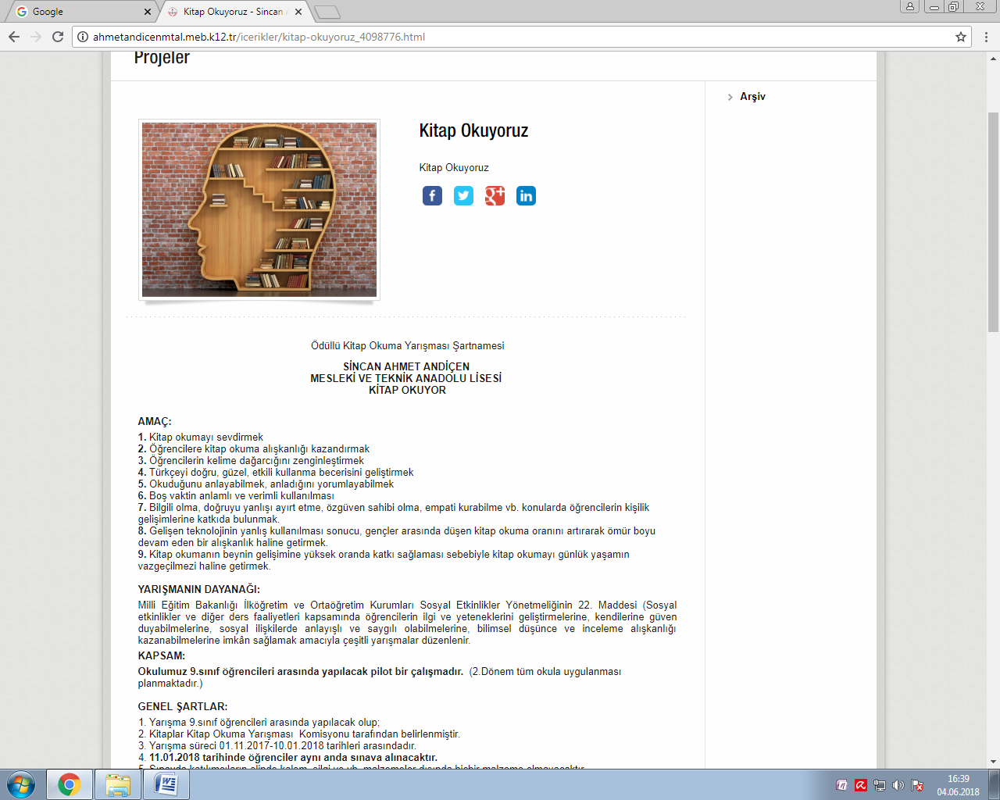 Google
Kitap Okuyoruz - Sincan A
ahmetandicenmtal.meb.k12.tr/icerikler/kitap-okuyoruz_4098776.html
Projeler
Arşiv
Kitap Okuyoruz
Kitap Okuyoruz
Ödüllü Kitap Okuma Yarışması Şartnamesi
SİNCAN AHMET ANDİÇEN
MESLEKİ VE TEKNİK ANADOLU LİSESİ
KİTAP OKUYOR
AMAÇ:
1. Kitap okumayı sevdirmek
2. Öğrencilere kitap okuma alışkanlığı kazandırmak
3. Öğrencilerin kelime dağarcığını zenginleştirmek
4. Türkçeyi doğru, güzel, etkili kullanma becerisini geliştirmek
5. Okuduğunu anlayabilmek, anladığını yorumlayabilmek
6. Boş vaktin anlamlı ve verimli kullanılması
7. Bilgili olma, doğruyu yanlışı ayırt etme, özgüven sahibi olma, empati kurabilme vb. konularda öğrencilerin kişilik
gelişimlerine katkıda bulunmak.
8. Gelişen teknolojinin yanlış kullanılması sonucu, gençler arasında düşen kitap okuma oranını artırarak ömür boyu
devam eden bir alışkanlık haline getirmek.
9. Kitap okumanın beynin gelişimine yüksek oranda katkı sağlaması sebebiyle kitap okumayı günlük yaşamın
vazgeçilmezi haline getirmek.
YARIŞMANIN DAYANAĞI:
Milli Eğitim Bakanlığı İlköğretim ve Ortaöğretim Kurumları Sosyal Etkinlikler Yönetmeliğinin 22. Maddesi (Sosyal
etkinlikler ve diğer ders faaliyetleri kapsamında öğrencilerin ilgi ve yeteneklerini geliştirmelerine, kendilerine güven
duyabilmelerine, sosyal ilişkilerde anlayışlı ve saygılı olabilmelerine, bilimsel düşünce ve inceleme alışkanlığı
kazanabilmelerine imkân sağlamak amacıyla çeşitli yarışmalar düzenlenir.
KAPSAM:
Okulumuz 9.sınıf öğrencileri arasında yapılacak pilot bir çalışmadır. (2.Dönem tüm okula uygulanması
planmaktadır.)
GENEL ŞARTLAR:
1. Yarışma 9.sınıf öğrencileri arasında yapılacak olup;
2. Kitaplar Kitap Okuma Yarışması Komisyonu tarafından belirlenmiştir.
3. Yarışma süreci 01.11.2017-10.01.2018 tarihleri arasındadır.
4. 11.01.2018 tarihinde öğrenciler aynı anda sınava alınacaktır.
5. Sınavda katılımcıların elinde kalem, silgi ve vb. malzemeler dışında hiçbir malzeme olmayacaktır.
16:39
04.06.2018